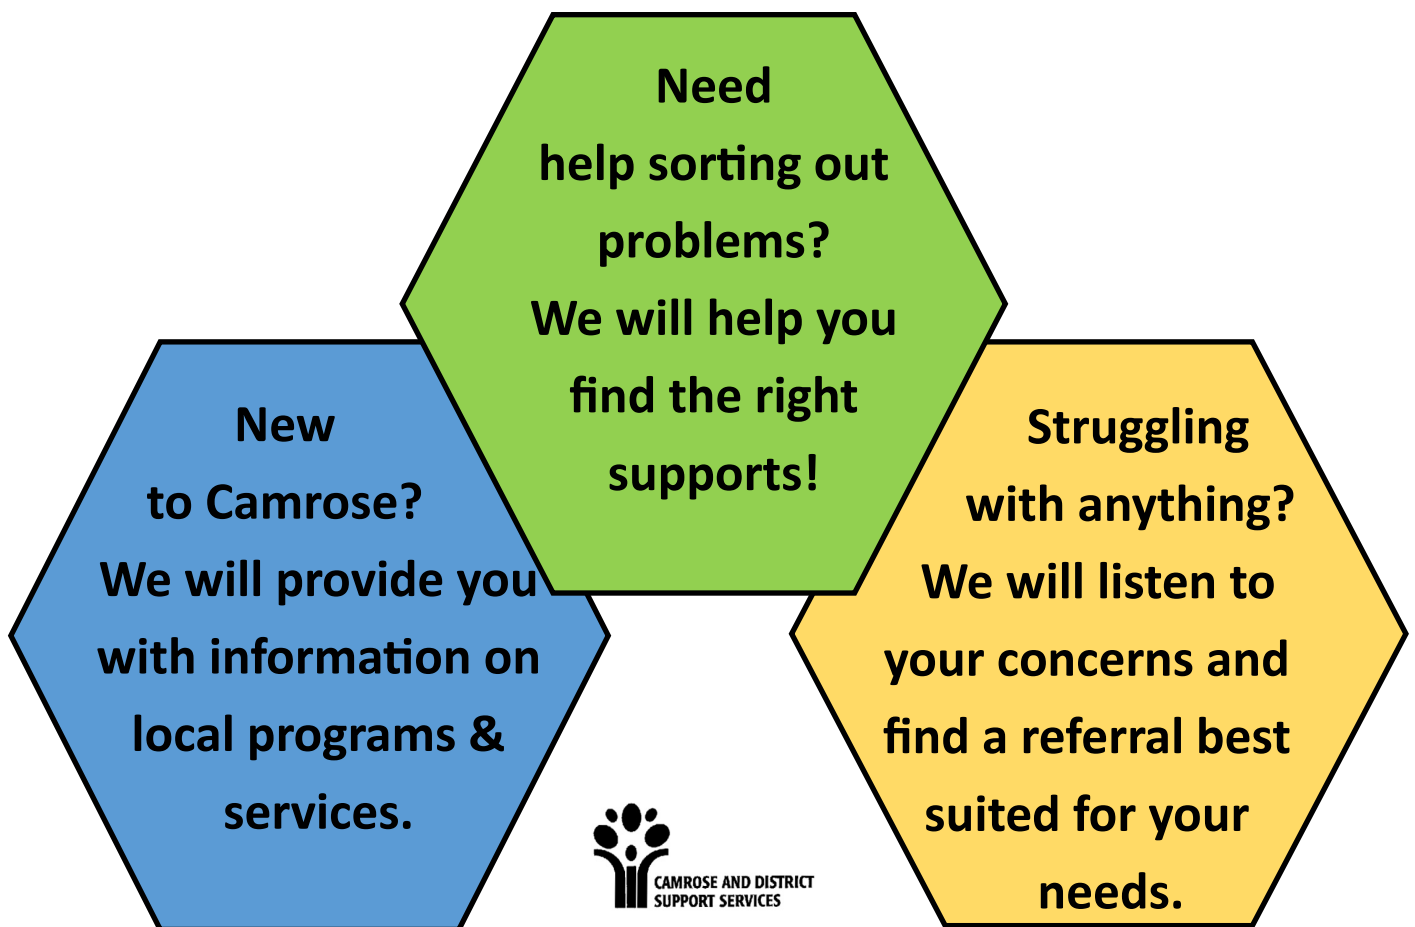 Need
help sorting out
problems?
We will help you
find the right
supports!
New
to Camrose?
We will provide you
with information on
local programs &
services.
Struggling
with anything?
We will listen to
your concerns and
find a referral best
suited for your
needs.
CAMROSE AND DISTRICT
SUPPORT SERVICES